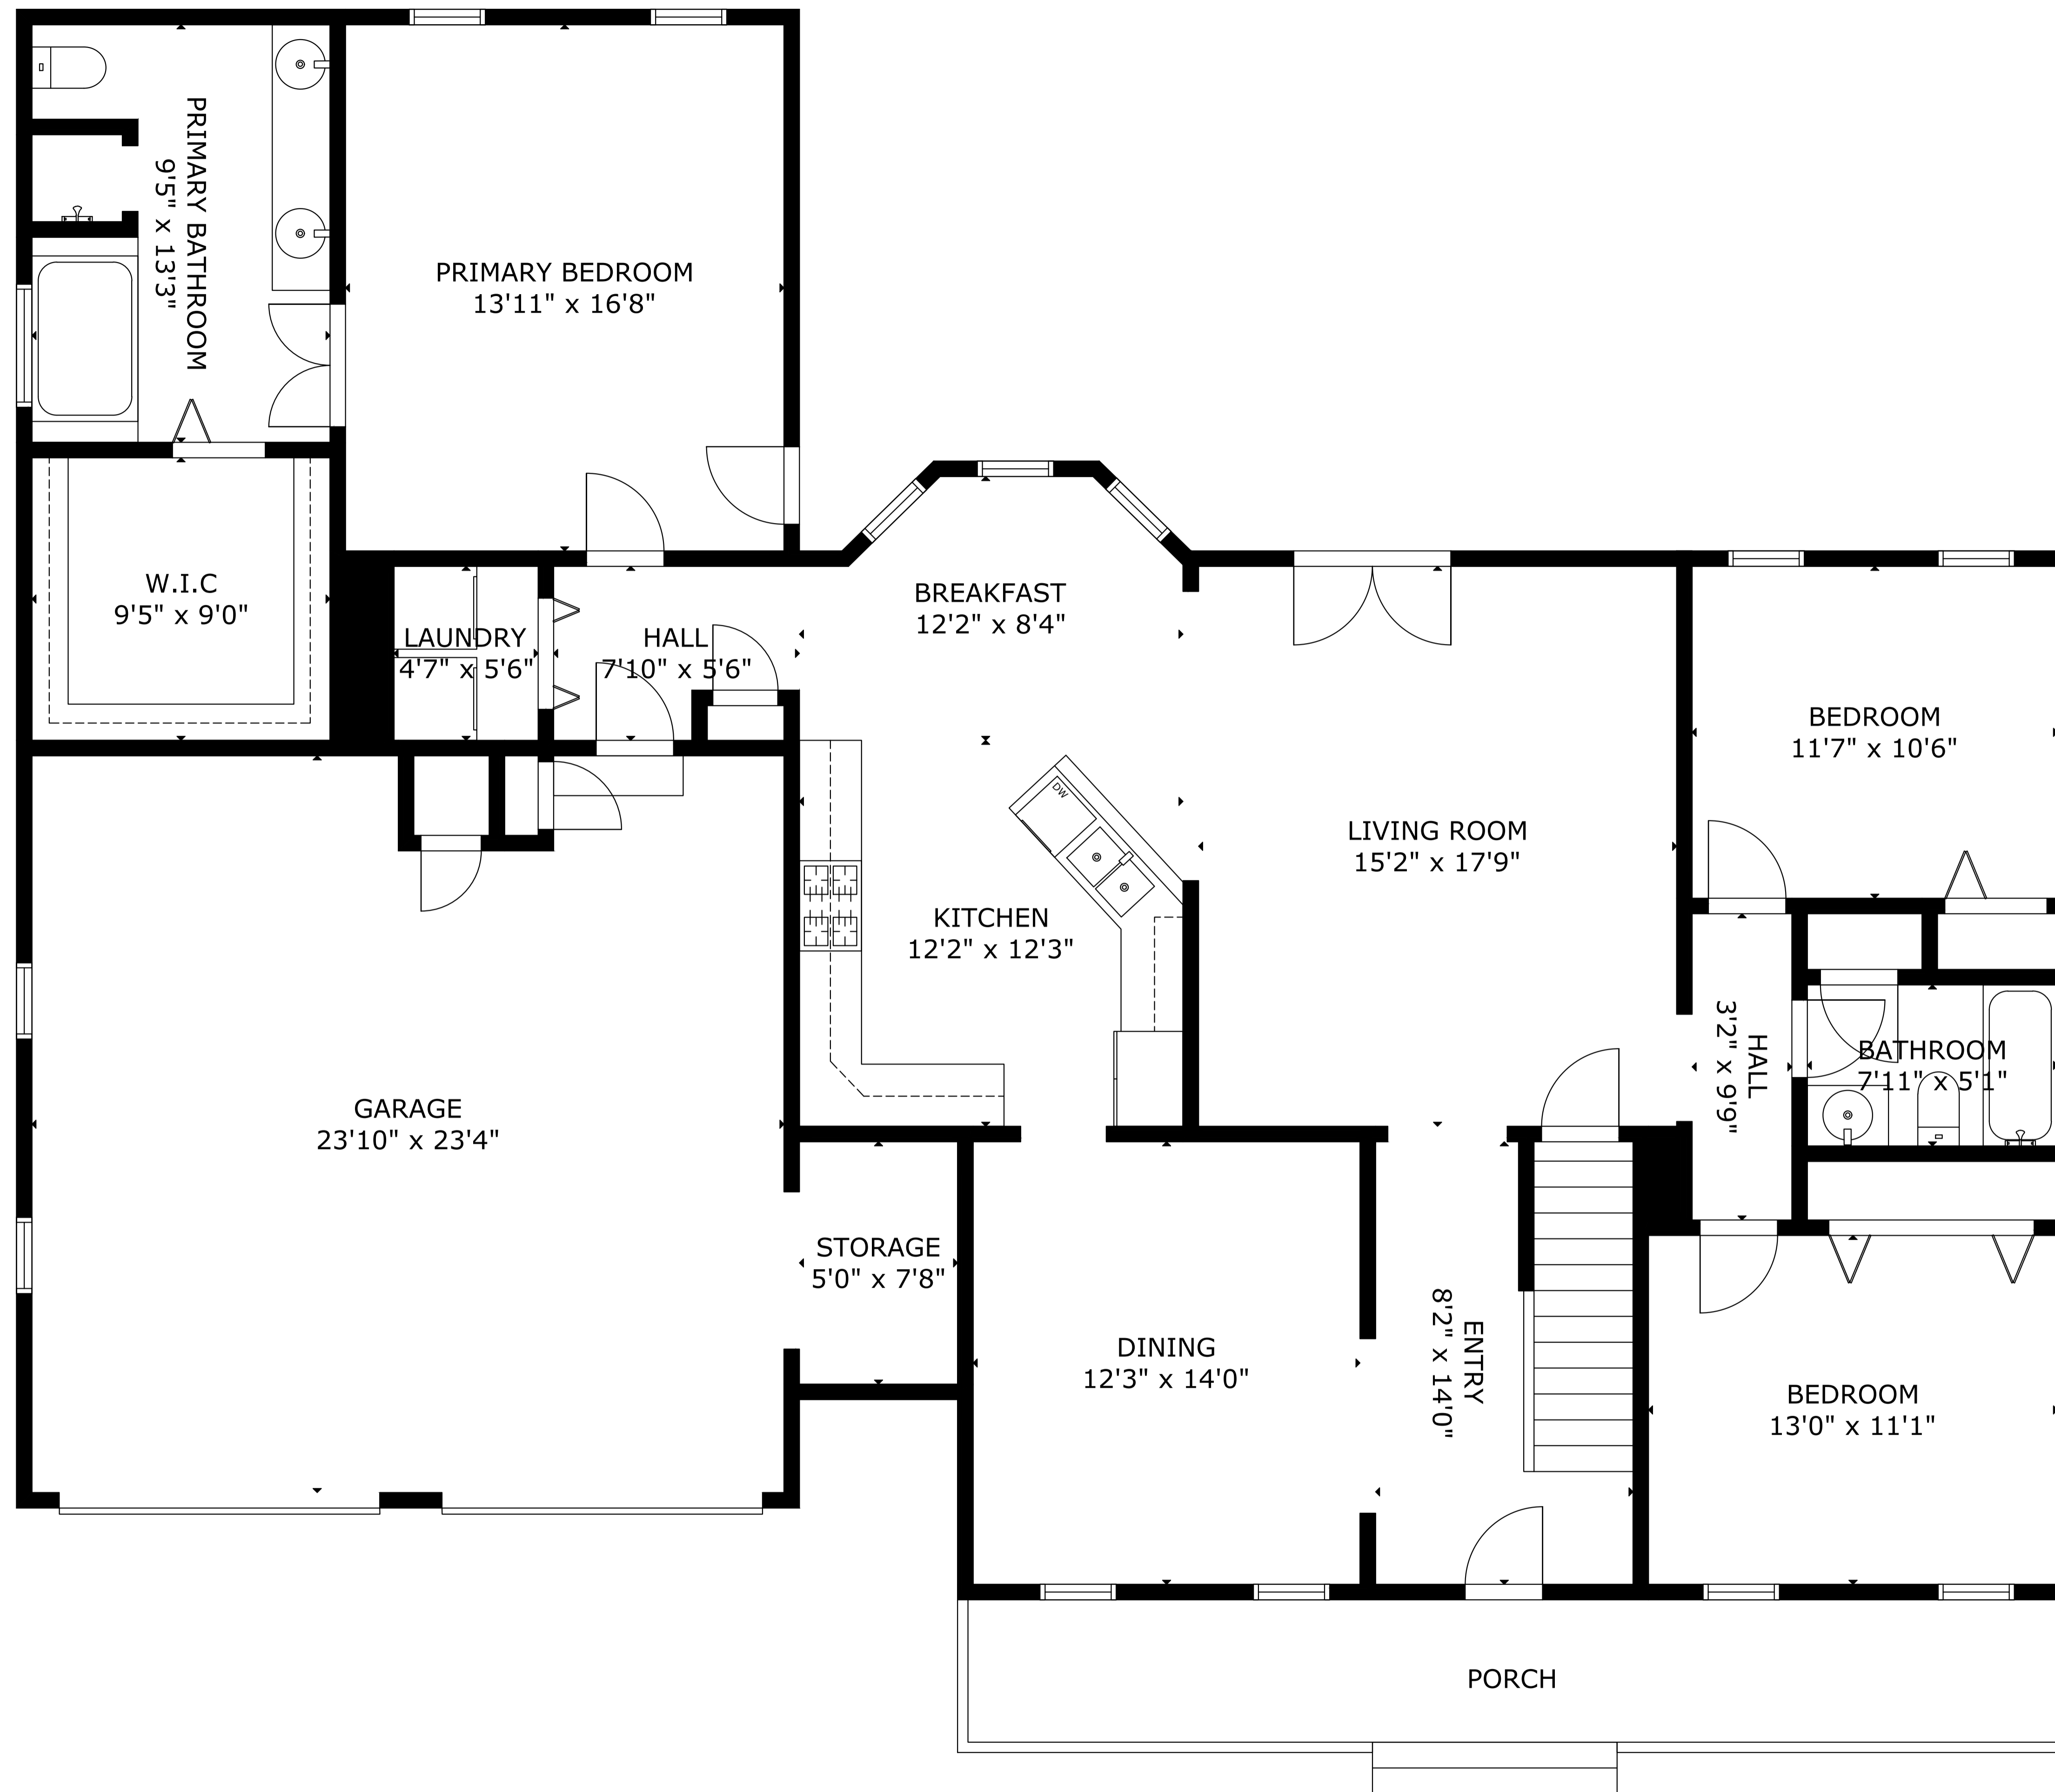 PRIMARY BATHROOM
9'5" x 13'3"
PRIMARY BEDROOM
13'11" x 16'8"
W.I.C
9'5" x 9'0"
LAUNDRY
4'7" x 5'6"
HALL
7'10" x 5'6"
BREAKFAST
12'2" x 8'4"
BEDROOM
11'7" x 10'6"
DW
LIVING ROOM
15'2" x 17'9"
KITCHEN
12'2" x 12'3"
HALL
3'2" x 9'9"
BATHROOM
7'11" x 5'1"
GARAGE
23'10" x 23'4"
STORAGE
5'0" x 7'8"
DINING
12'3" x 14'0"
ENTRY
8'2" x 14'0"
BEDROOM
13'0" x 11'1"
PORCH